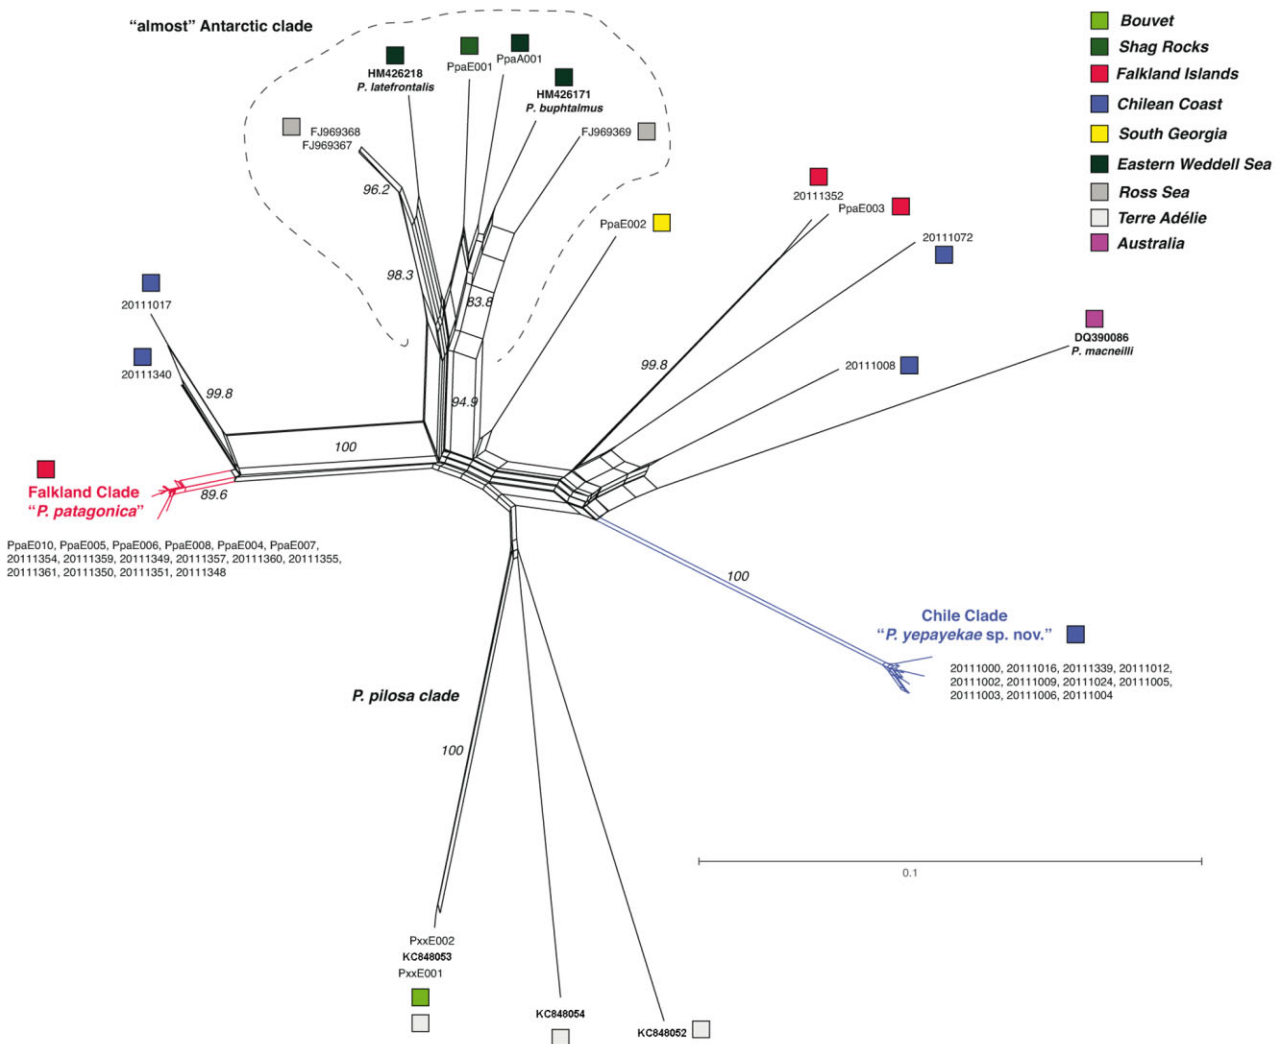 “almost” Antarctic clade
HM426218
P. latefrontalis
PpaE001
PpaA001
HM426171
P. buphtalmus
FJ969368
FJ969367
FJ969369
96.2
98.3
83.8
94.9
PpaE002
20111352
PpaE003
20111072
DQ390086
P. macneilli
20111008
99.8
20111017
20111340
99.8
100
89.6
Falkland Clade
“P. patagonica”
PpaE010, PpaE005, PpaE006, PpaE008, PpaE004, PpaE007,
20111354, 20111359, 20111349, 20111357, 20111360, 20111355,
20111361, 20111350, 20111351, 20111348
100
Chile Clade
“P. yepayekae sp. nov.”
20111000, 20111016, 20111339, 20111012,
20111002, 20111009, 20111024, 20111005,
20111003, 20111006, 20111004
P. pilosa clade
100
0.1
PxxE002
KC848053
PxxE001
KC848054
KC848052
Bouvet
Shag Rocks
Falkland Islands
Chilean Coast
South Georgia
Eastern Weddell Sea
Ross Sea
Terre Adélie
Australia